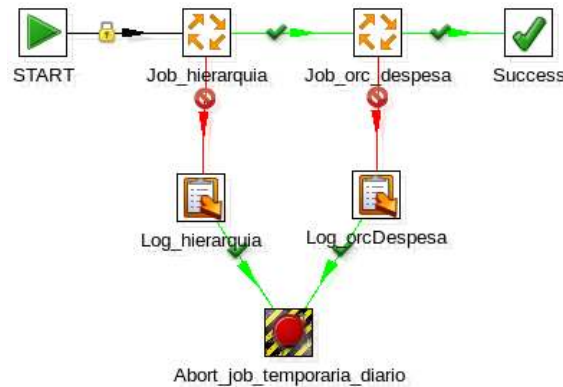 START
Job_hierarquia
Job_orc_despesa
Success
Log_hierarquia
Log_orcDespesa
Abort_job_temporaria_diario